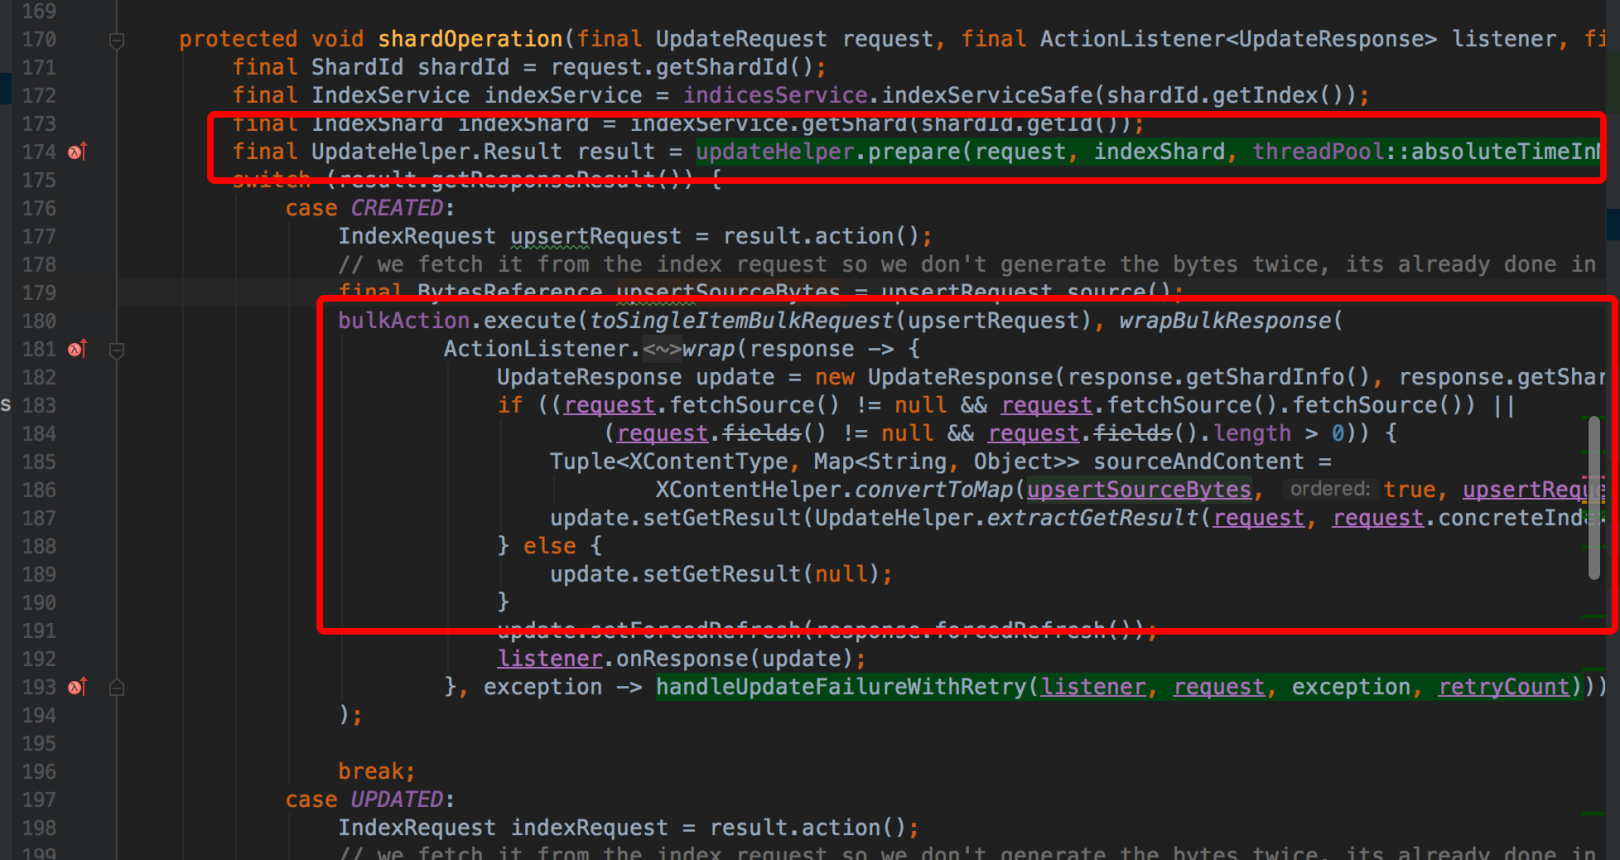 169
170 protected void shardOperation(final UpdateRequest request, final ActionListener<UpdateResponse> listener, fi
171 final ShardId shardId = request.getShardId();
172 final IndexService indexService = indicesService.indexServiceSafe(shardId.getIndex());
173 final IndexShard indexShard = indexService.getShard(shardId.getId());
174 final UpdateHelper.Result result = updateHelper.prepare(request, indexShard, threadPool::absoluteTimeIn
175 switch (result.getResponseResult()) {
176 case CREATED:
177 IndexRequest upsertRequest = result.action();
178 // we fetch it from the index request so we don't generate the bytes twice, its already done in
179 final BytesReference upsertSourceBytes = upsertRequest.source();
180 bulkAction.execute(toSingleItemBulkRequest(upsertRequest), wrapBulkResponse(
181 ActionListener.<~>wrap(response -> {
182 UpdateResponse update = new UpdateResponse(response.getShardInfo(), response.getShar
s 183 if ((request.fetchSource() != null && request.fetchSource().fetchSource()) ||
184 (request.fields() != null && request.fields().length > 0)) {
185 Tuple<XContentType, Map<String, Object>> sourceAndContent =
186 XContentHelper.convertToMap(upsertSourceBytes, ordered: true, upsertReque
187 update.setGetResult(UpdateHelper.extractGetResult(request, request.concreteInde
188 } else {
189 update.setGetResult(null);
190 }
191 update.setForcedRefresh(response.forcedRefresh());
192 listener.onResponse(update);
193 }, exception -> handleUpdateFailureWithRetry(listener, request, exception, retryCount)))
194 );
195
196 break;
197 case UPDATED:
198 IndexRequest indexRequest = result.action();
199 // we fetch it from the index request so we don't generate the bytes twice, its already done in